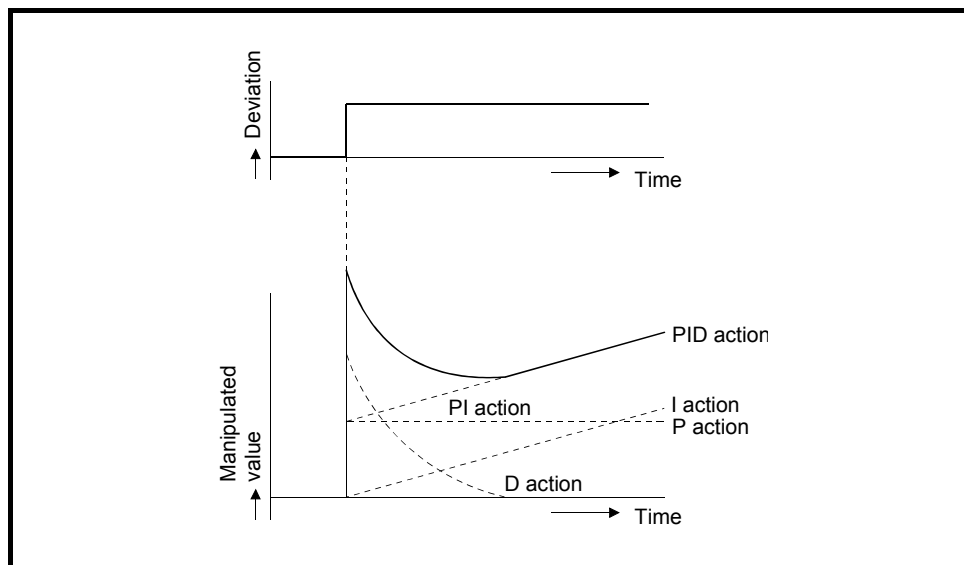 Deviation
Time
PID action
PI action
I action
P action
Manipulated
value
D action
Time